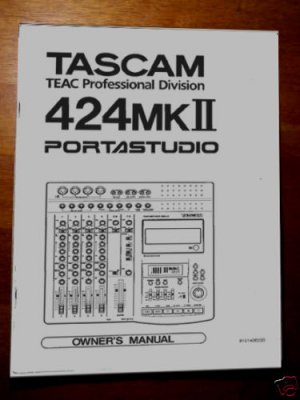 TASCAM
TEAC Professional Division
424MKII
PORTASTUDIO
OWNER'S MANUAL